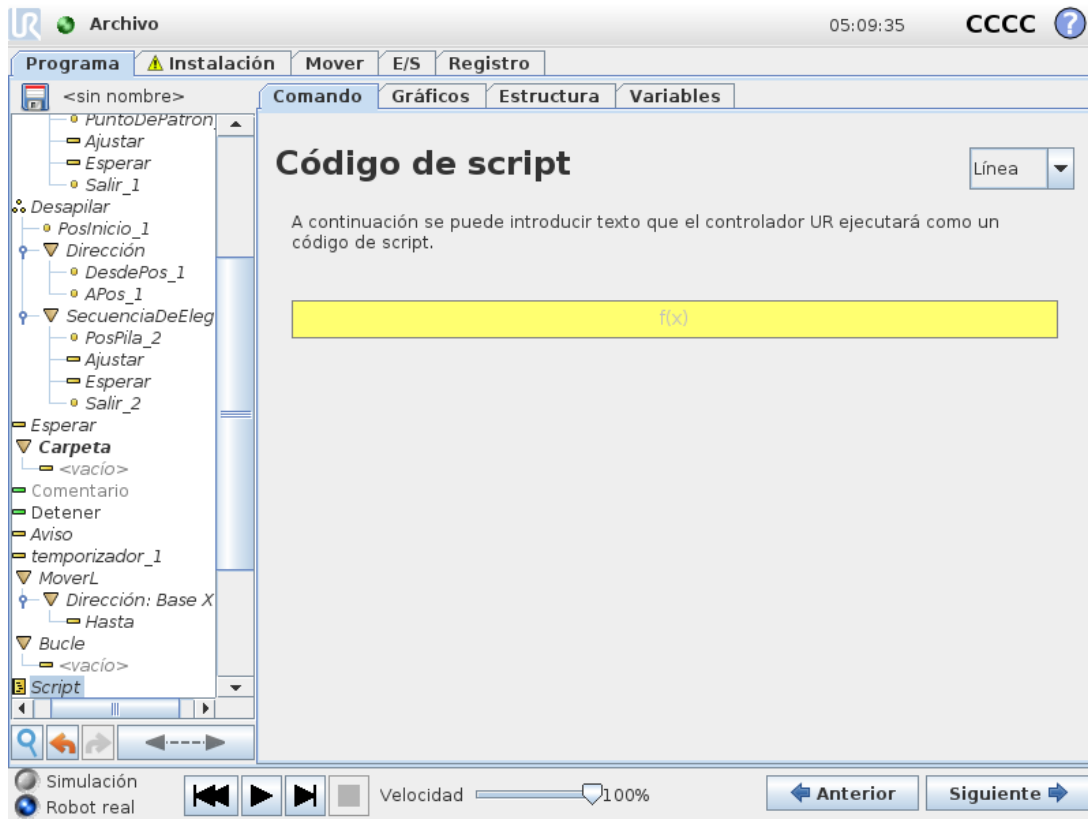 UR Archivo 05:09:35 CCCC ?
Programa Instalación Mover E/S Registro
<sin nombre> Comando Gráficos Estructura Variables
PuntoDePatron_
Ajustar
Esperar
Salir_1
Desapilar
PosInicio_1
Dirección
DesdePos_1
APos_1
SecuenciaDeEleg
PosPila_2
Ajustar
Esperar
Salir_2
Esperar
Carpeta
<vacío>
Comentario
Detener
Aviso
temporizador_1
MoverL
Dirección: Base X
Hasta
Bucle
<vacío>
Script
Código de script
Línea
A continuación se puede introducir texto que el controlador UR ejecutará como un
código de script.
f(x)
Simulación
Robot real
Velocidad 100%
Anterior Siguiente